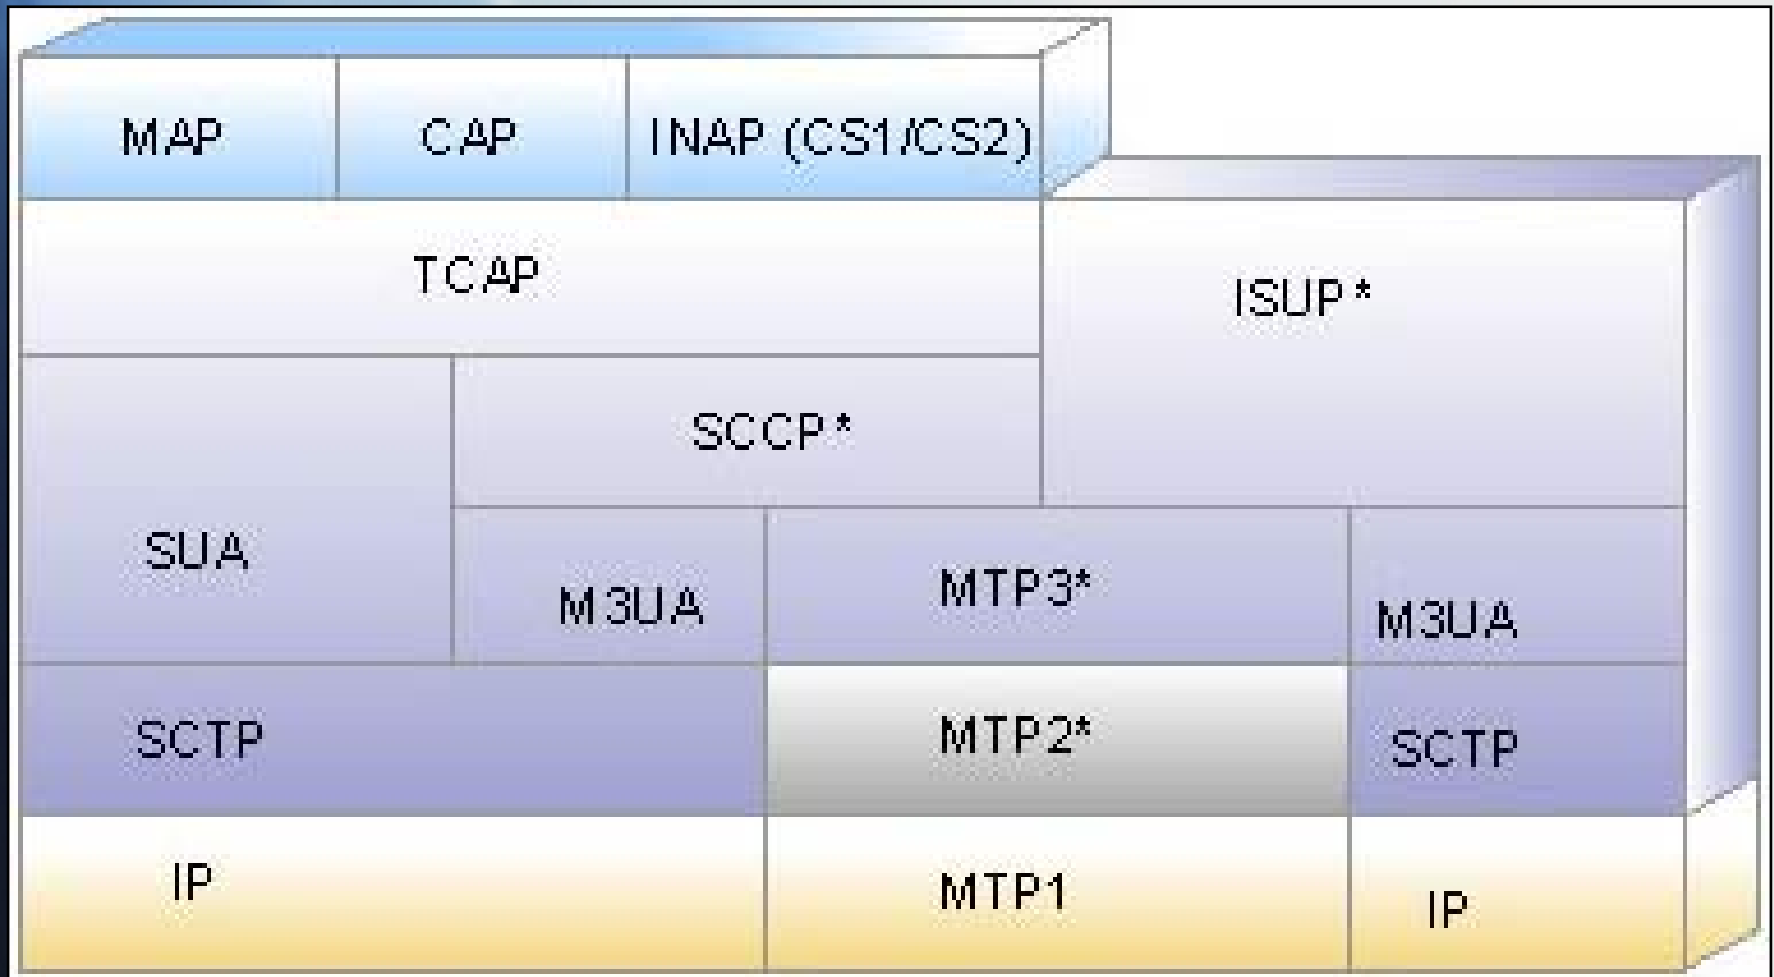 MAP CAP INAP (CS1/CS2)
TCAP
ISUP*
SCCP*
SUA
M3UA
MTP3*
M3UA
SCTP
MTP2*
SCTP
IP
MTP1
IP